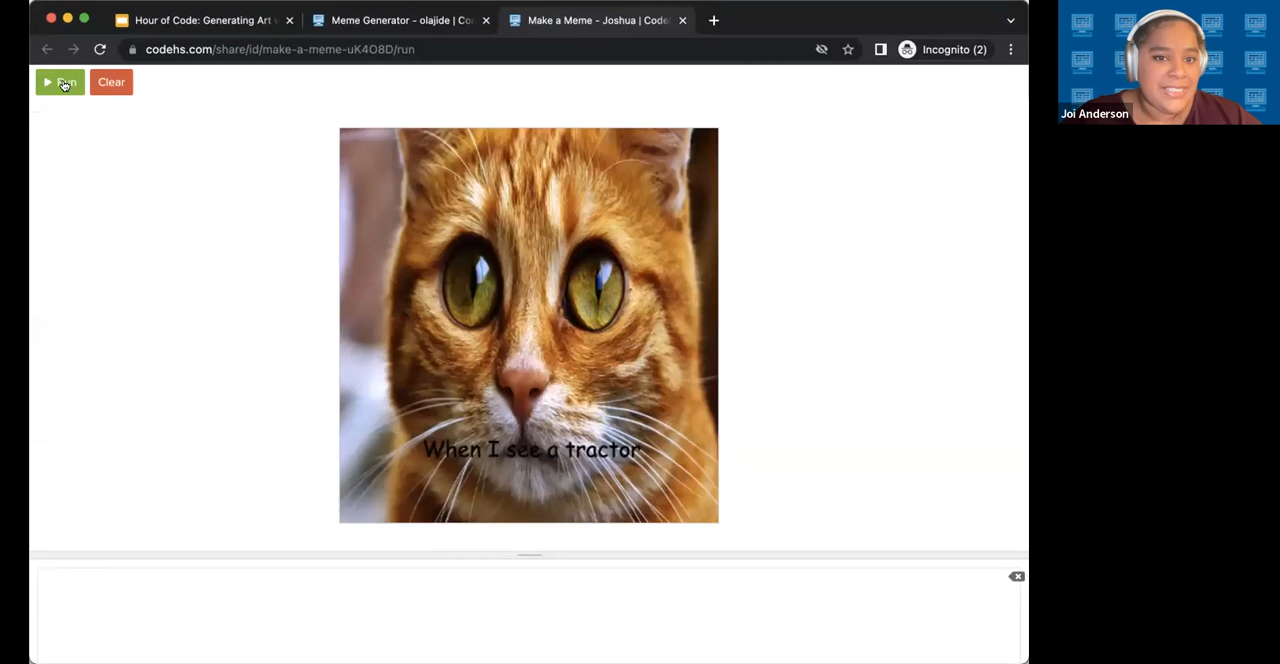 Hour of Code: Generating Art w
Meme Generator - olajide | Co
Make a Meme - Joshua | Code
codehs.com/share/id/make-a-meme-uK4O8D/run
Incognito (2)
Run
Clear
When I see a tractor
Joi Anderson